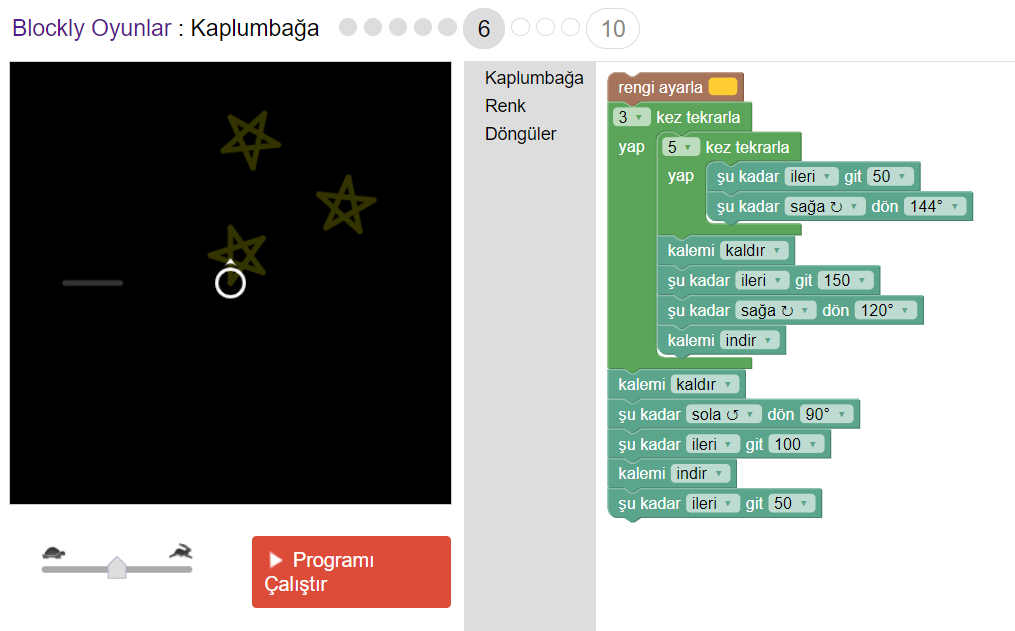 Blockly Oyunlar : Kaplumbağa 6 10
Kaplumbağa
Renk
Döngüler
rengi ayarla
3 kez tekrarla
yap 5 kez tekrarla
yap şu kadar ileri git 50
şu kadar sağa ↻ dön 144°
kalemi kaldır
şu kadar ileri git 150
şu kadar sağa ↻ dön 120°
kalemi indir
kalemi kaldır
şu kadar sola ↺ dön 90°
şu kadar ileri git 100
kalemi indir
şu kadar ileri git 50
Programı
Çalıştır